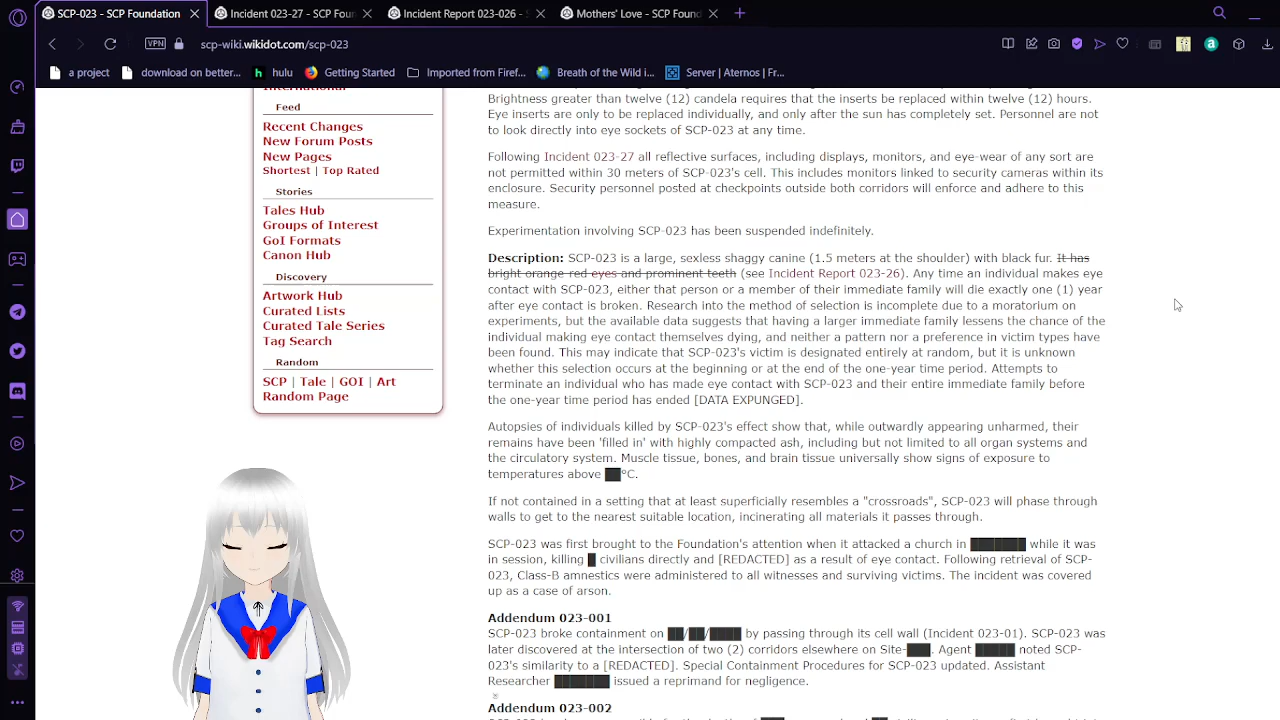 SCP-023 - SCP Foundation
Incident 023-27 - SCP Foun
Incident Report 023-026 - S
Mothers' Love - SCP Found
VPN
scp-wiki.wikidot.com/scp-023
a project
download on better...
hulu
Getting Started
Imported from Firef...
Breath of the Wild i...
Server | Aternos | Fr...
International
Feed
Recent Changes
New Forum Posts
New Pages
Shortest | Top Rated
Stories
Tales Hub
Groups of Interest
GoI Formats
Canon Hub
Discovery
Artwork Hub
Curated Lists
Curated Tale Series
Tag Search
Random
SCP | Tale | GOI | Art
Random Page
Brightness greater than twelve (12) candela requires that the inserts be replaced within twelve (12) hours.
Eye inserts are only to be replaced individually, and only after the sun has completely set. Personnel are not
to look directly into eye sockets of SCP-023 at any time.
Following Incident 023-27 all reflective surfaces, including displays, monitors, and eye-wear of any sort are
not permitted within 30 meters of SCP-023's cell. This includes monitors linked to security cameras within its
enclosure. Security personnel posted at checkpoints outside both corridors will enforce and adhere to this
measure.
Experimentation involving SCP-023 has been suspended indefinitely.
Description: SCP-023 is a large, sexless shaggy canine (1.5 meters at the shoulder) with black fur. It has
bright orange-red eyes and prominent teeth (see Incident Report 023-26). Any time an individual makes eye
contact with SCP-023, either that person or a member of their immediate family will die exactly one (1) year
after eye contact is broken. Research into the method of selection is incomplete due to a moratorium on
experiments, but the available data suggests that having a larger immediate family lessens the chance of the
individual making eye contact themselves dying, and neither a pattern nor a preference in victim types have
been found. This may indicate that SCP-023's victim is designated entirely at random, but it is unknown
whether this selection occurs at the beginning or at the end of the one-year time period. Attempts to
terminate an individual who has made eye contact with SCP-023 and their entire immediate family before
the one-year time period has ended [DATA EXPUNGED].
Autopsies of individuals killed by SCP-023's effect show that, while outwardly appearing unharmed, their
remains have been 'filled in' with highly compacted ash, including but not limited to all organ systems and
the circulatory system. Muscle tissue, bones, and brain tissue universally show signs of exposure to
temperatures above ██°C.
If not contained in a setting that at least superficially resembles a "crossroads", SCP-023 will phase through
walls to get to the nearest suitable location, incinerating all materials it passes through.
SCP-023 was first brought to the Foundation's attention when it attacked a church in ███████ while it was
in session, killing █ civilians directly and [REDACTED] as a result of eye contact. Following retrieval of SCP-
023, Class-B amnestics were administered to all witnesses and surviving victims. The incident was covered
up as a case of arson.
Addendum 023-001
SCP-023 broke containment on ██/██/████ by passing through its cell wall (Incident 023-01). SCP-023 was
later discovered at the intersection of two (2) corridors elsewhere on Site-███. Agent █████ noted SCP-
023's similarity to a [REDACTED]. Special Containment Procedures for SCP-023 updated. Assistant
Researcher ███████ issued a reprimand for negligence.
Addendum 023-002